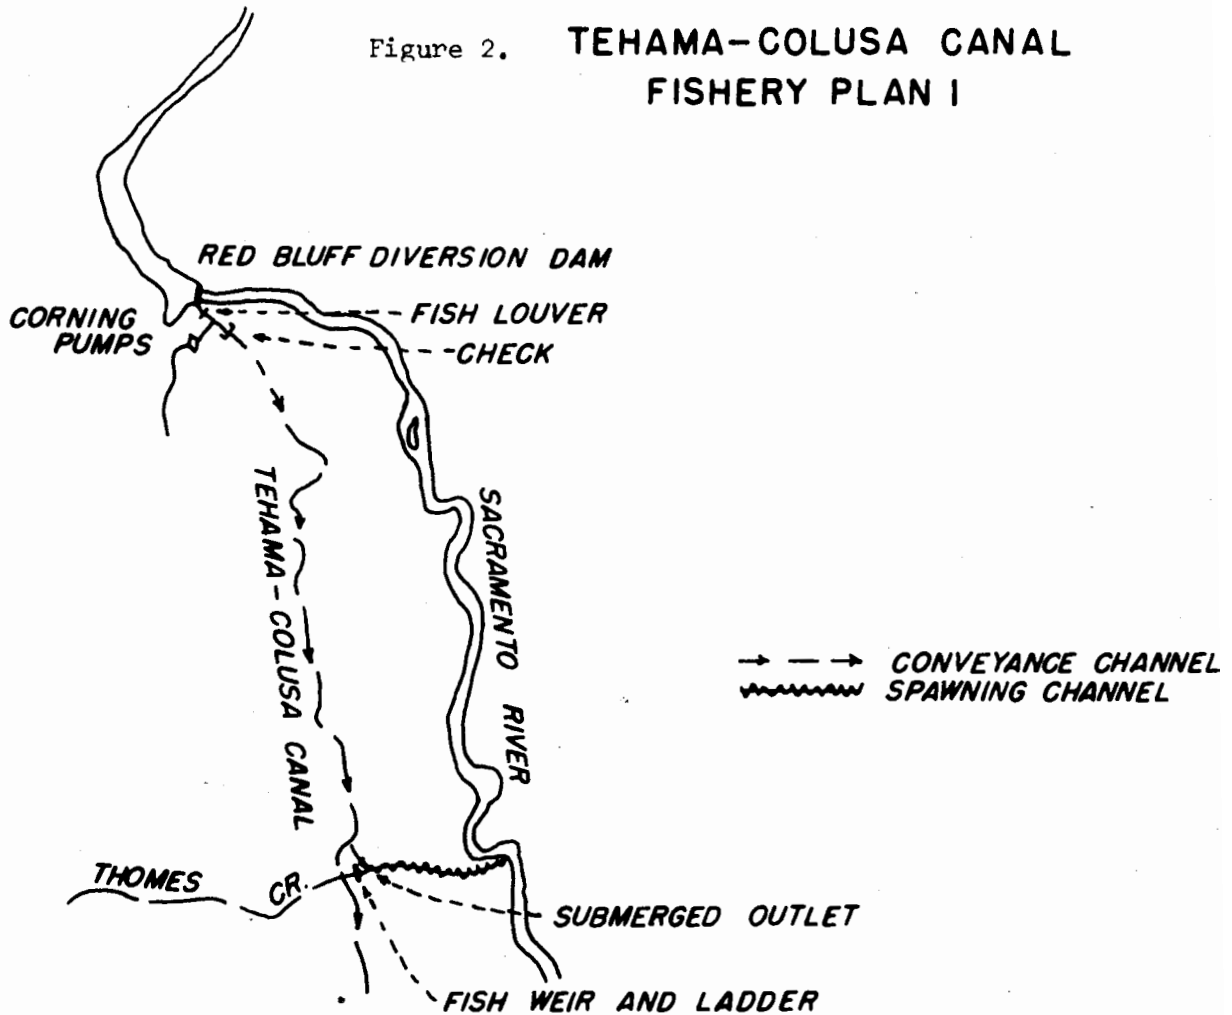 Figure 2. TEHAMA-COLUSA CANAL
FISHERY PLAN I
RED BLUFF DIVERSION DAM
FISH LOUVER
CORNING
PUMPS
CHECK
TEHAMA-COLUSA CANAL
SACRAMENTO RIVER
CONVEYANCE CHANNEL
SPAWNING CHANNEL
THOMES CR.
SUBMERGED OUTLET
FISH WEIR AND LADDER